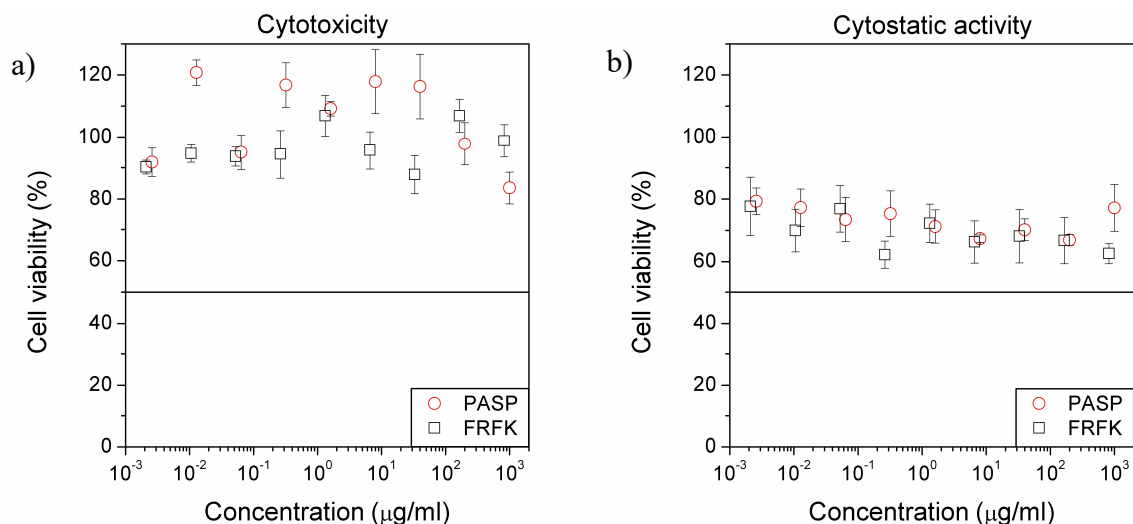 Cytotoxicity
a)
120
100
80
60
40
20
0
Cell viability (%)
PASP
FRFK
10-3 10-2 10-1 100 101 102 103
Concentration (μg/ml)
Cytostatic activity
b)
120
100
80
60
40
20
0
Cell viability (%)
PASP
FRFK
10-3 10-2 10-1 100 101 102 103
Concentration (μg/ml)